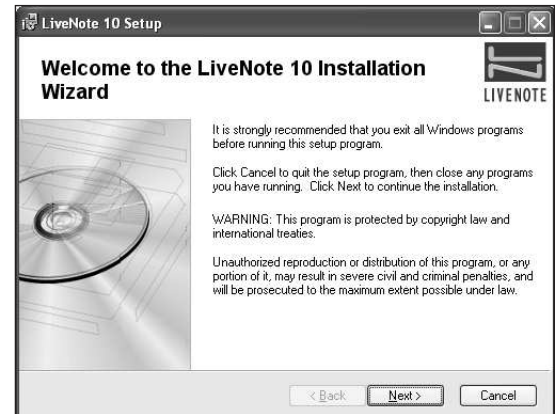 LiveNote 10 Setup
Welcome to the LiveNote 10 Installation
Wizard
LIVENOTE
It is strongly recommended that you exit all Windows programs
before running this setup program.
Click Cancel to quit the setup program, then close any programs
you have running. Click Next to continue the installation.
WARNING: This program is protected by copyright law and
international treaties.
Unauthorized reproduction or distribution of this program, or any
portion of it, may result in severe civil and criminal penalties, and
will be prosecuted to the maximum extent possible under law.
< Back Next > Cancel